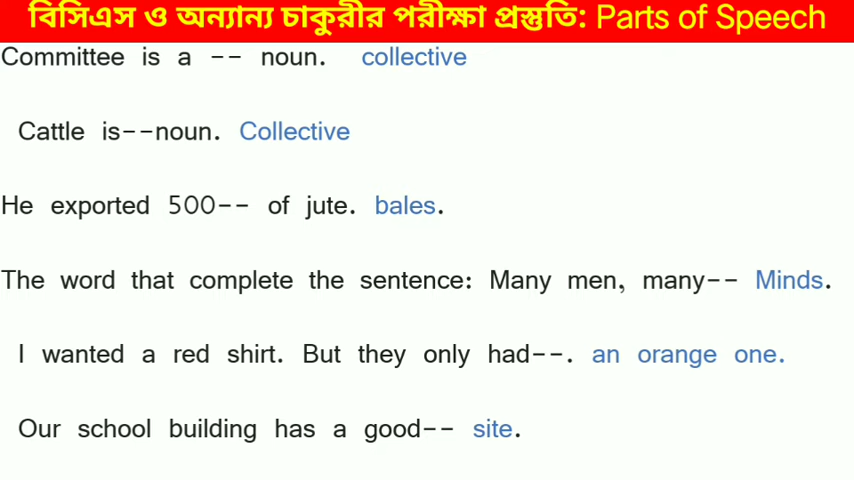 বিসিএস ও অন্যান্য চাকুরীর পরীক্ষা প্রস্তুতি: Parts of Speech
Committee is a -- noun. collective
Cattle is--noun. Collective
He exported 500-- of jute. bales.
The word that complete the sentence: Many men, many-- Minds.
I wanted a red shirt. But they only had--. an orange one.
Our school building has a good-- site.